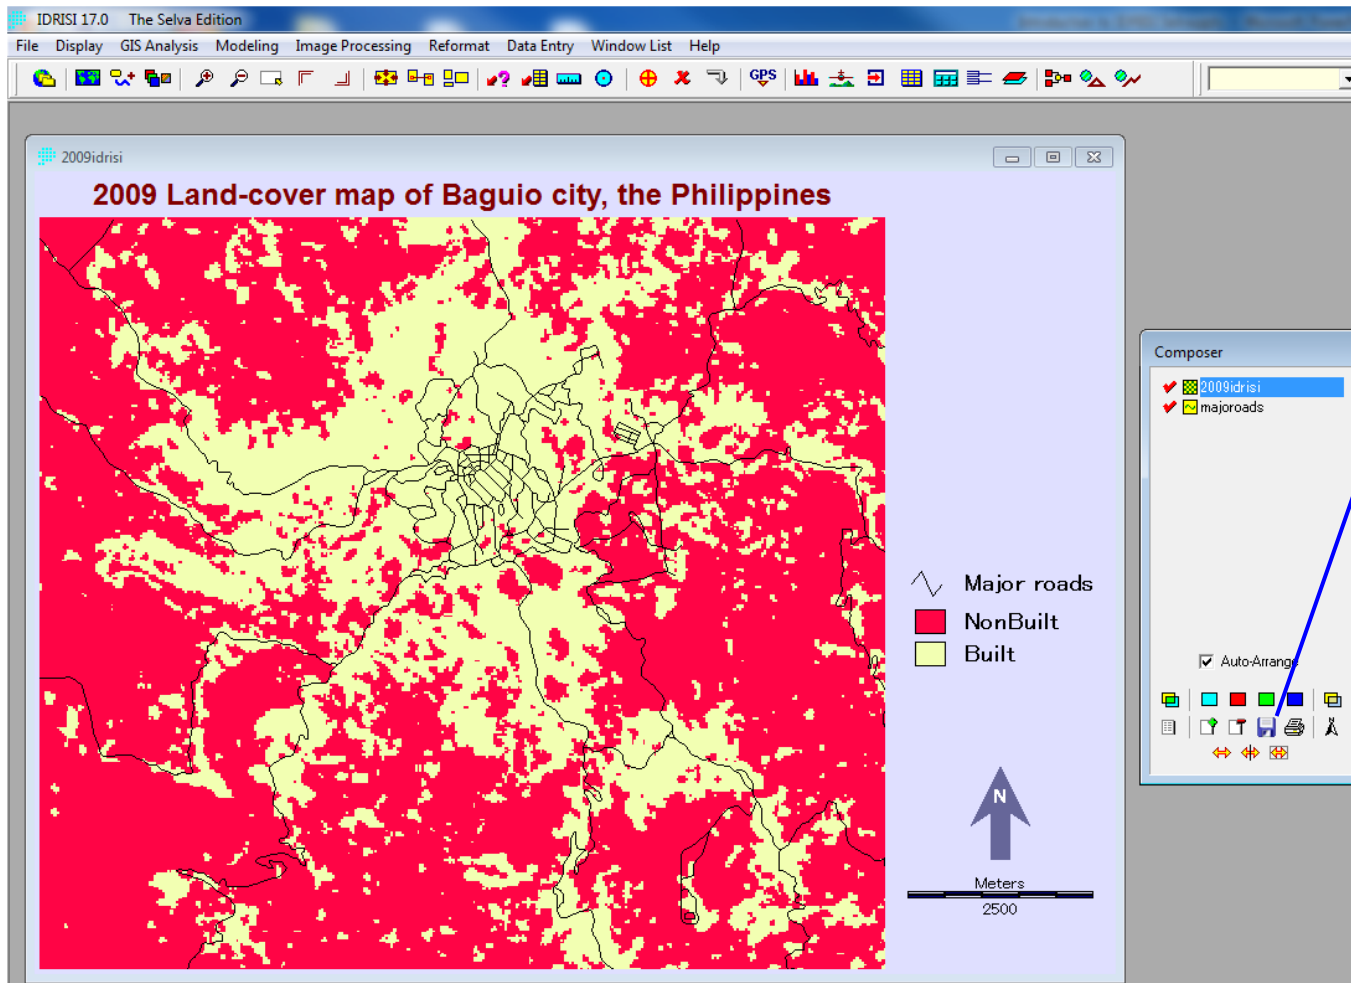 IDRISI 17.0 The Selva Edition
File Display GIS Analysis Modeling Image Processing Reformat Data Entry Window List Help
GPS
2009idrisi
2009 Land-cover map of Baguio city, the Philippines
Major roads
NonBuilt
Built
N
Meters
2500
Composer
2009idrisi
majoroads
Auto-Arrange